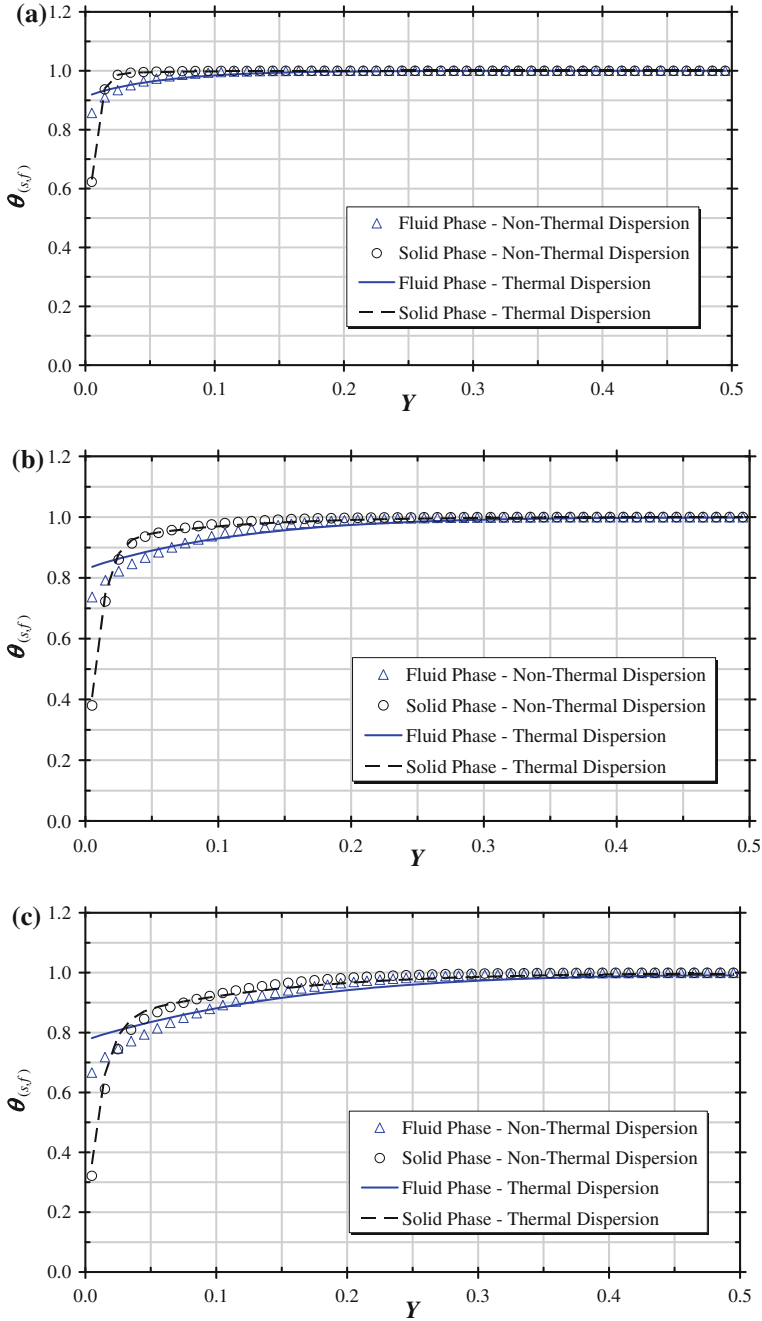 (a)
1.2
1.0
0.8
0.6
0.4
0.2
0.0
θ(s,f)
Fluid Phase - Non-Thermal Dispersion
Solid Phase - Non-Thermal Dispersion
Fluid Phase - Thermal Dispersion
Solid Phase - Thermal Dispersion
0.0 0.1 0.2 0.3 0.4 0.5
Y
(b)
1.2
1.0
0.8
0.6
0.4
0.2
0.0
θ(s,f)
Fluid Phase - Non-Thermal Dispersion
Solid Phase - Non-Thermal Dispersion
Fluid Phase - Thermal Dispersion
Solid Phase - Thermal Dispersion
0.0 0.1 0.2 0.3 0.4 0.5
Y
(c)
1.2
1.0
0.8
0.6
0.4
0.2
0.0
θ(s,f)
Fluid Phase - Non-Thermal Dispersion
Solid Phase - Non-Thermal Dispersion
Fluid Phase - Thermal Dispersion
Solid Phase - Thermal Dispersion
0.0 0.1 0.2 0.3 0.4 0.5
Y